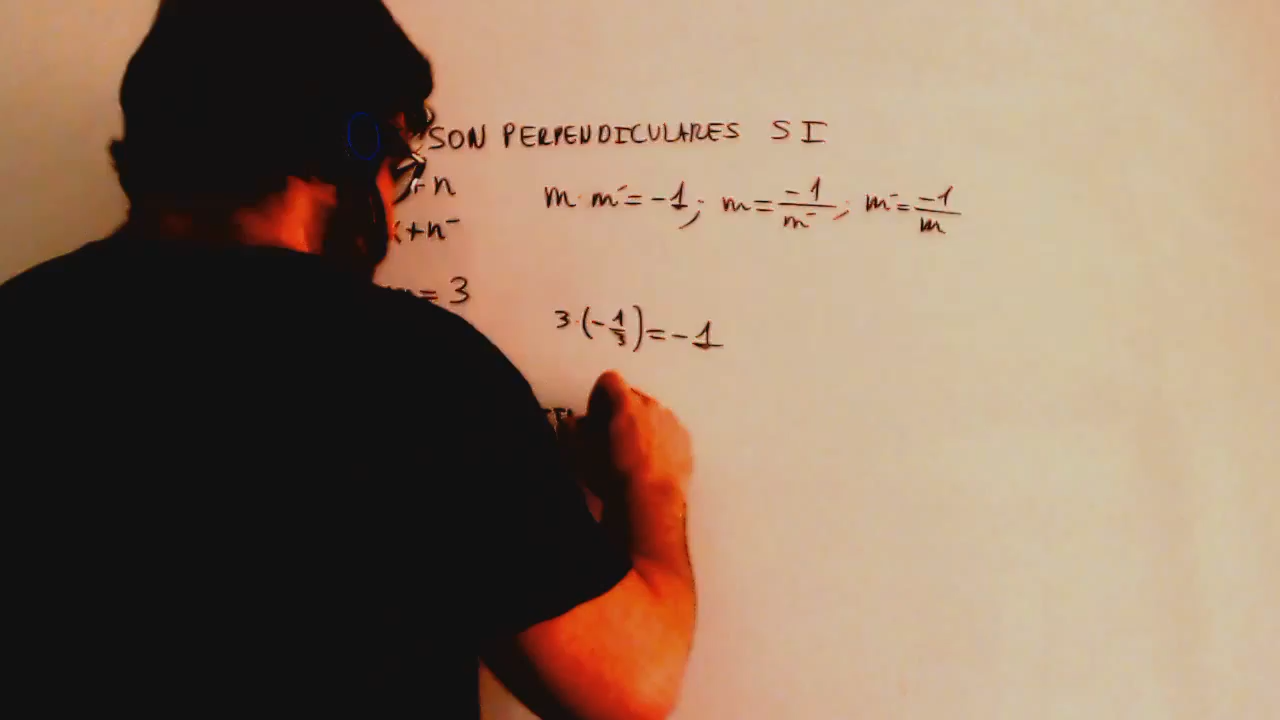 SON PERPENDICULARES SI
+n
m·m´=-1; m=-1/m´; m´=-1/m
x+n´
m=3
3·(-1/3)=-1